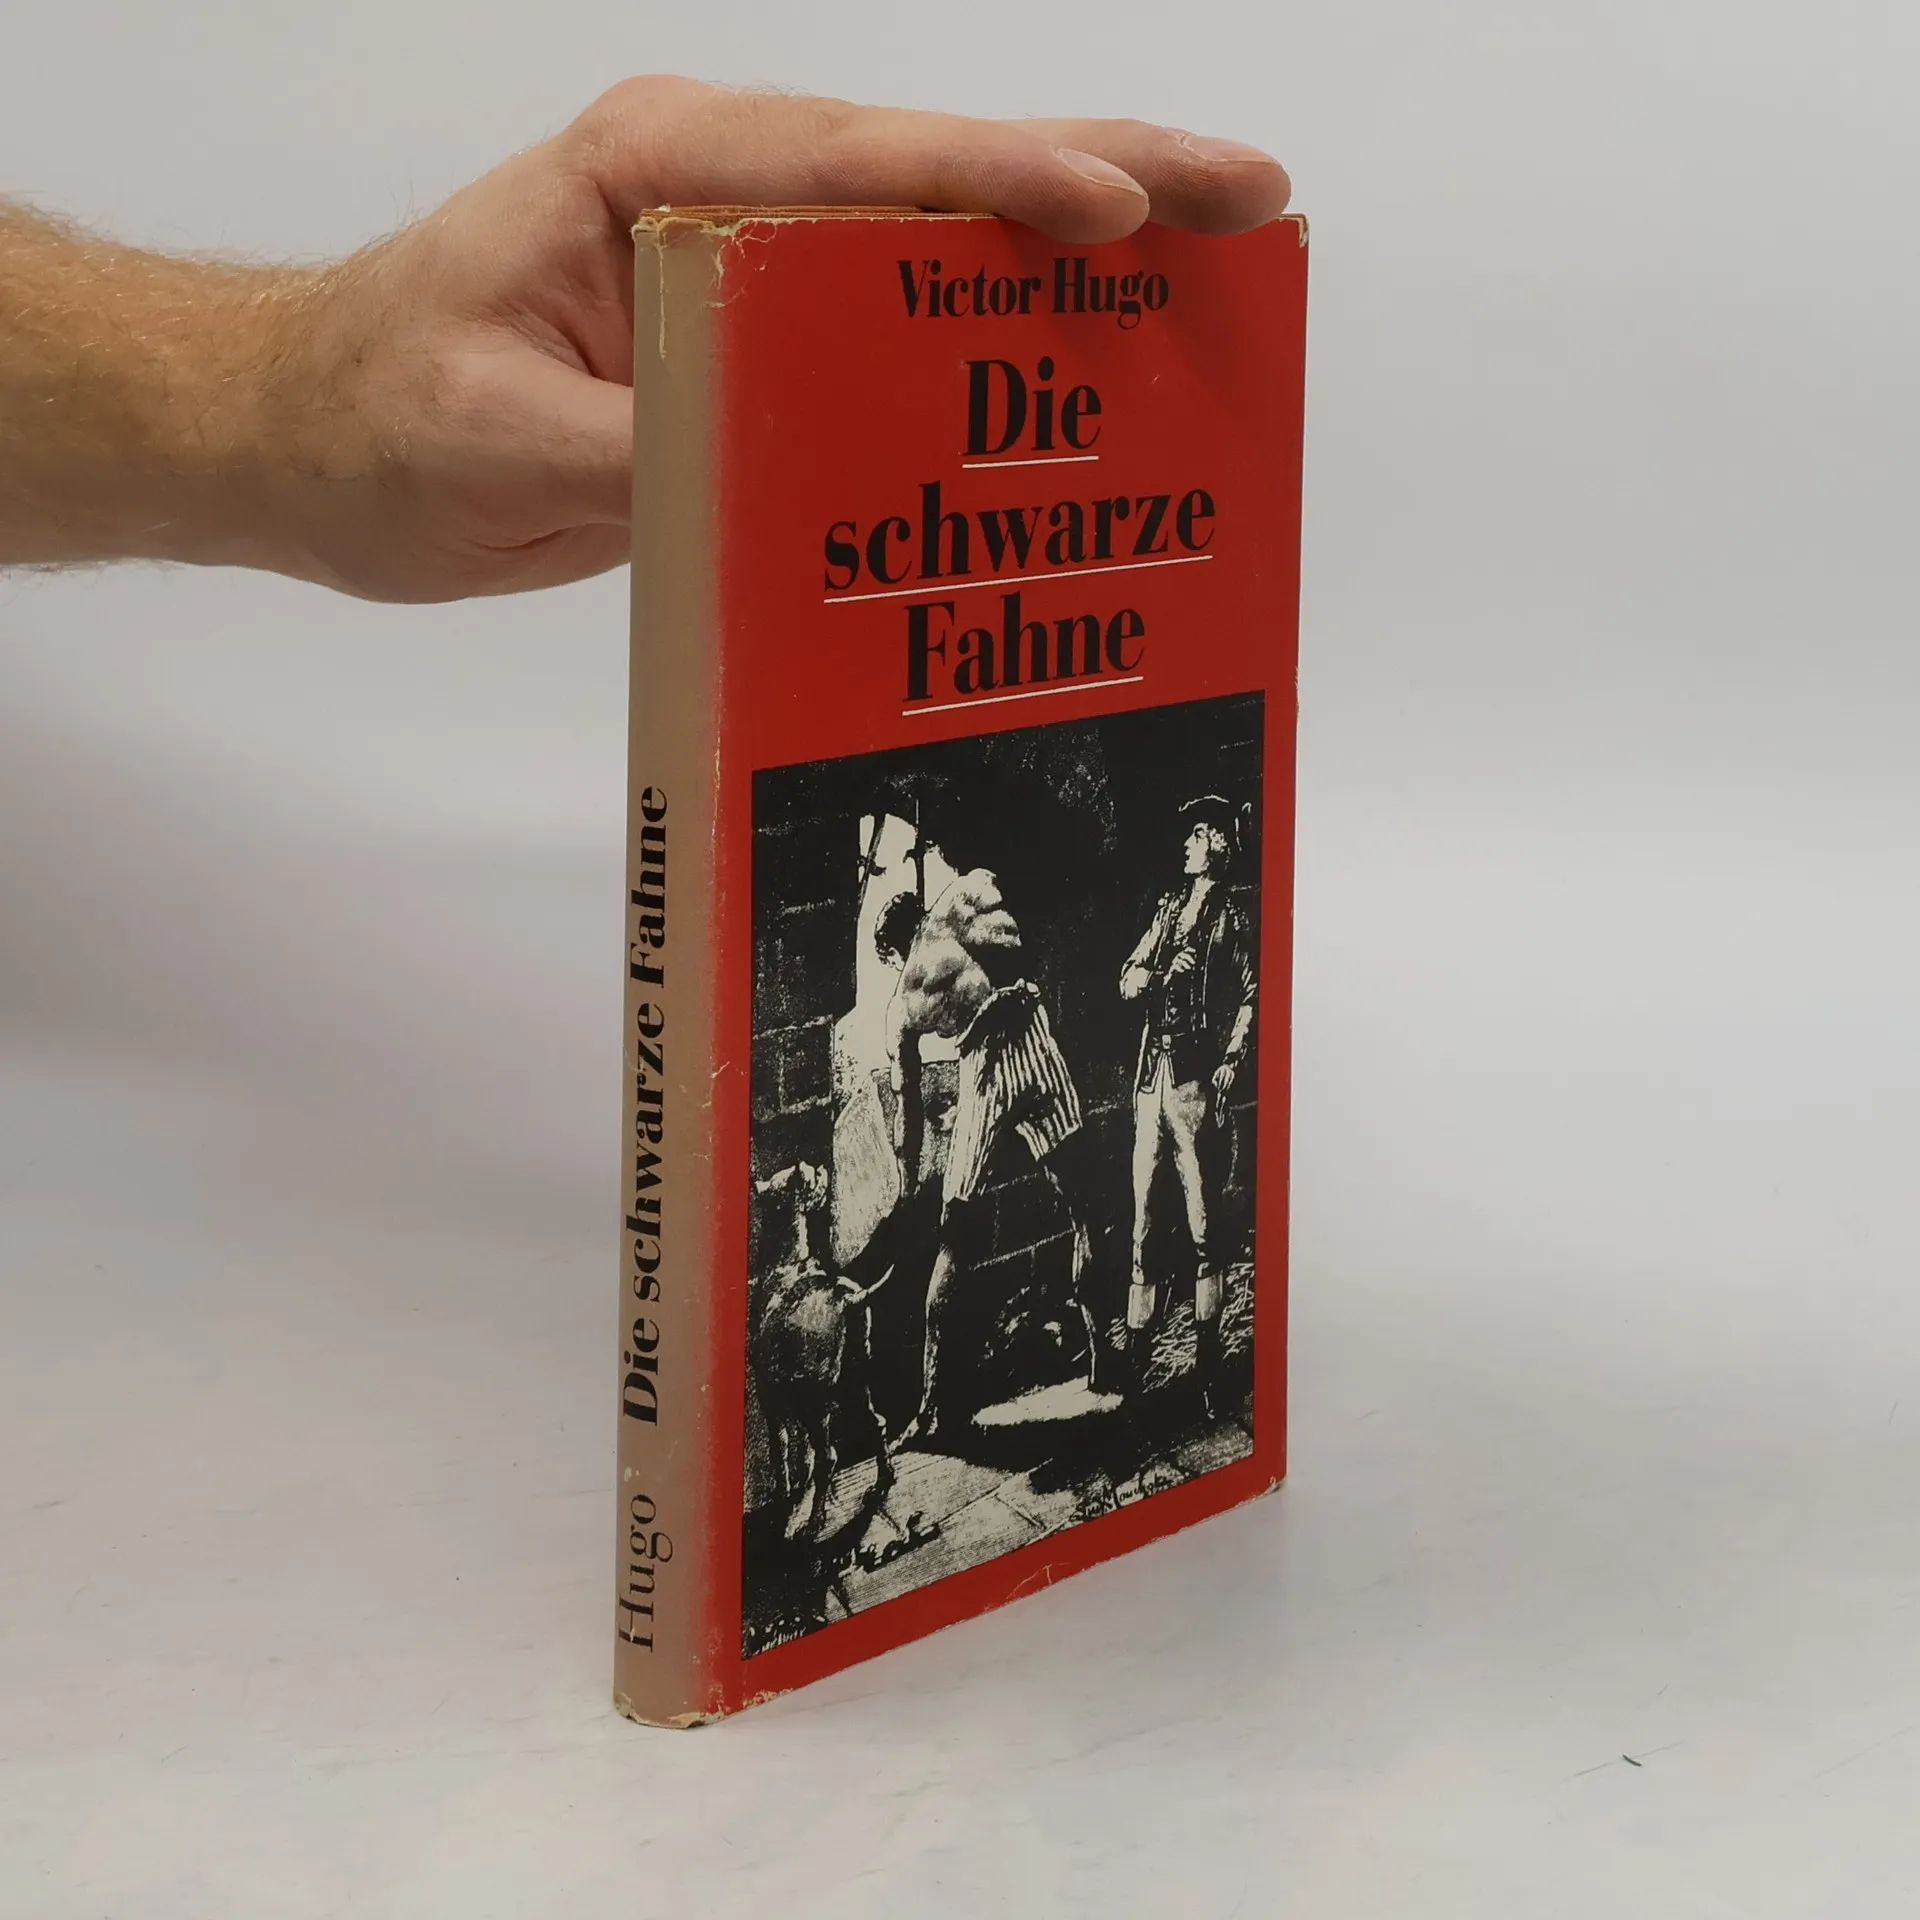 Victor Hugo
Die
schwarze
Fahne
Hugo Die schwarze Fahne